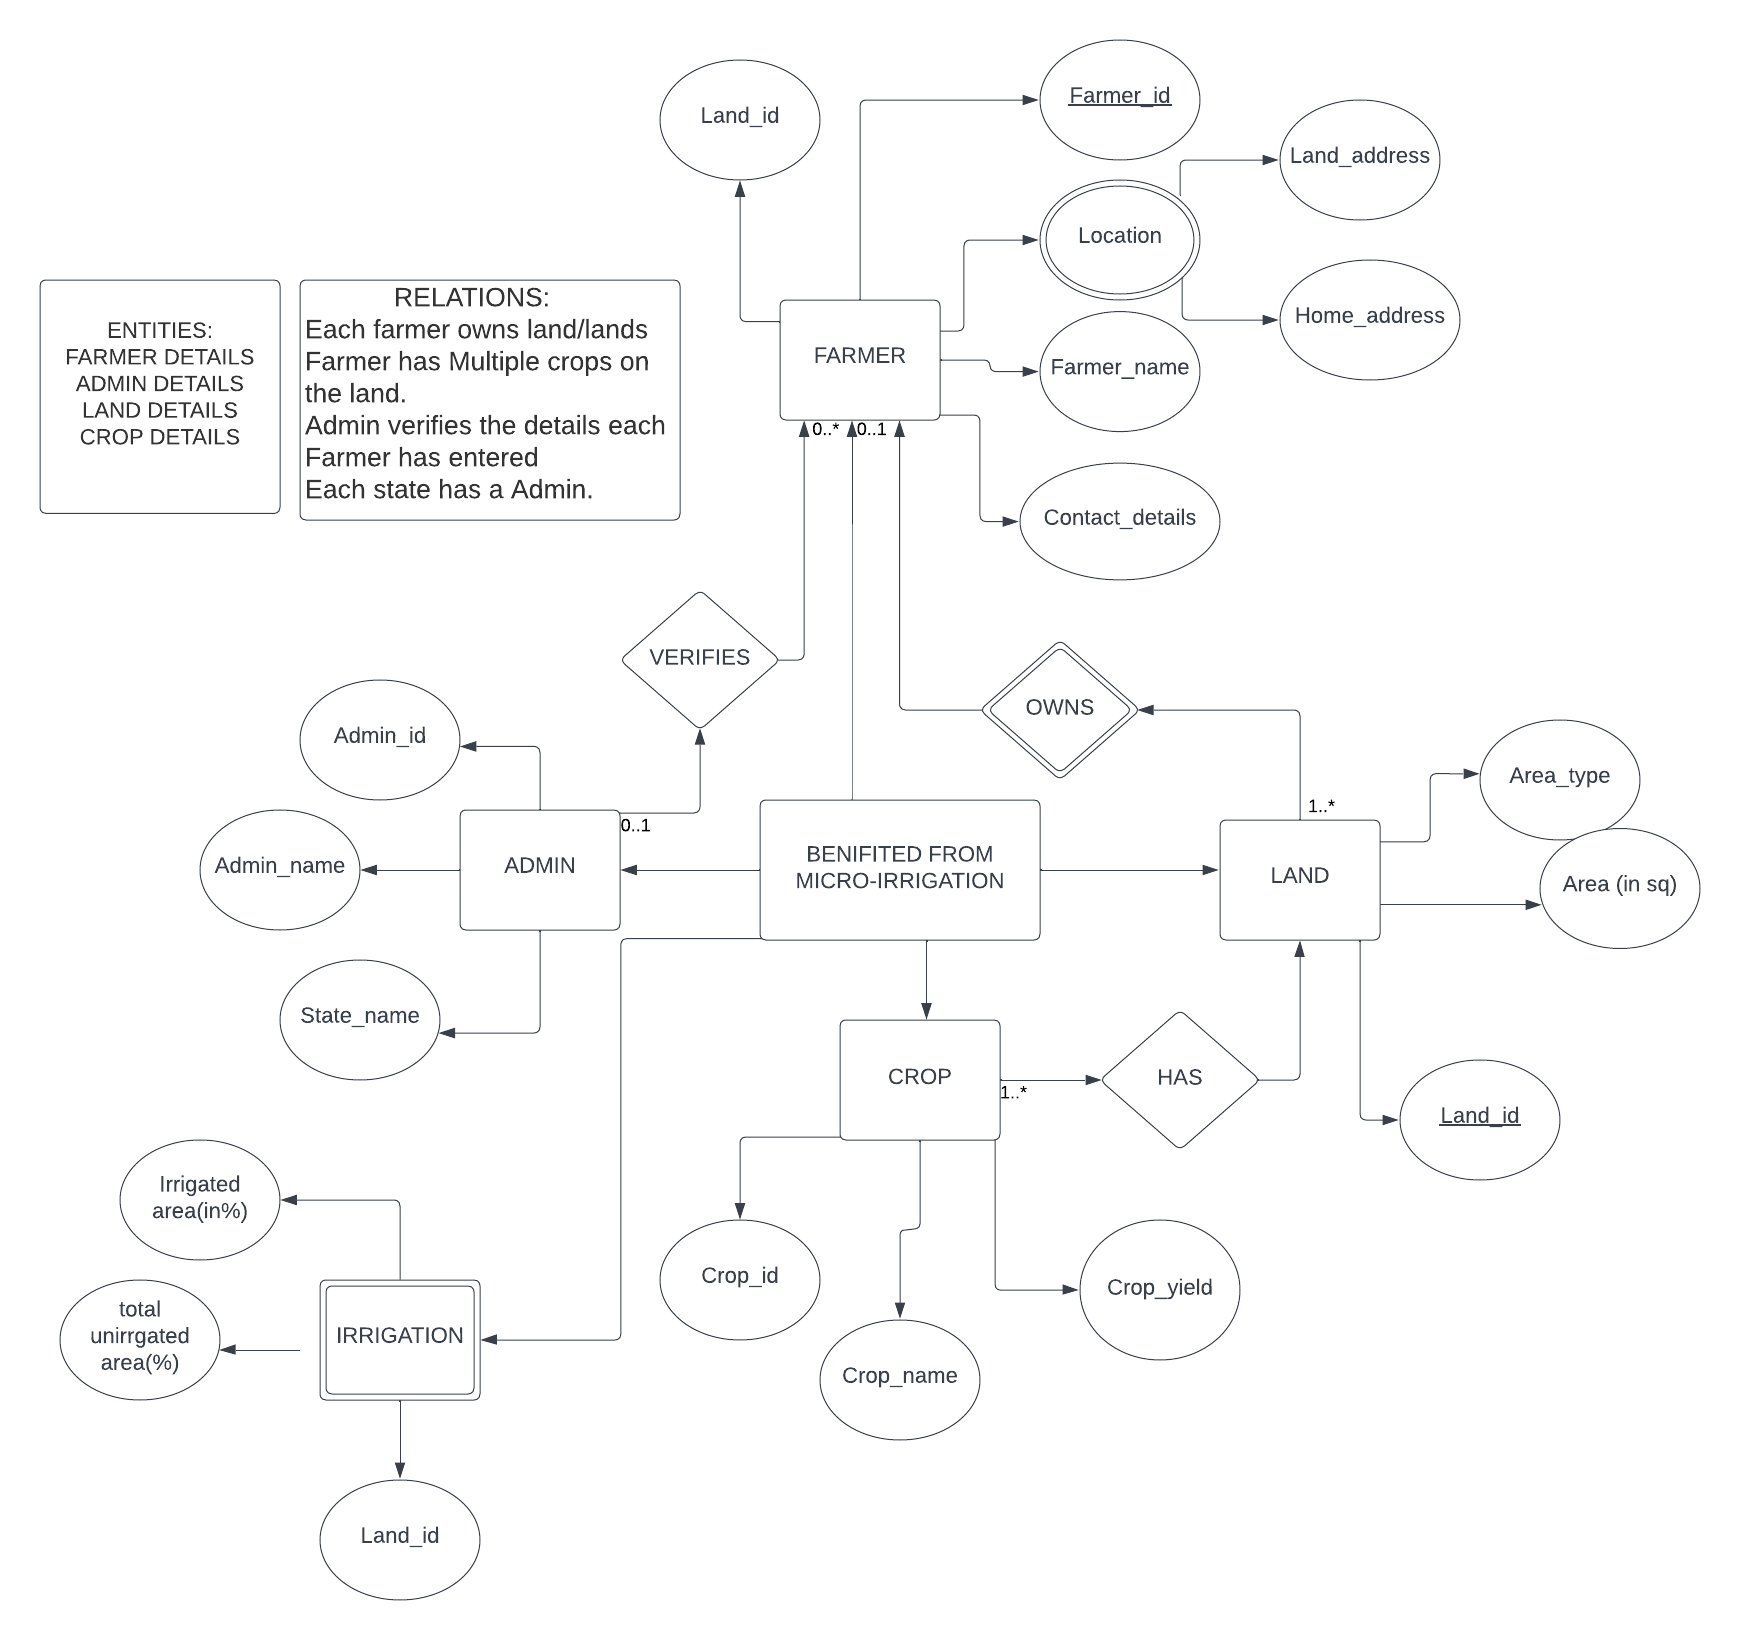 Farmer_id
Land_id
Land_address
Location
Home_address
ENTITIES:
FARMER DETAILS
ADMIN DETAILS
LAND DETAILS
CROP DETAILS
RELATIONS:
Each farmer owns land/lands
Farmer has Multiple crops on
the land.
Admin verifies the details each
Farmer has entered
Each state has a Admin.
FARMER
Farmer_name
0..*
0..1
Contact_details
VERIFIES
OWNS
Admin_id
Area_type
1..*
0..1
Admin_name
ADMIN
BENIFITED FROM
MICRO-IRRIGATION
LAND
Area (in sq)
State_name
CROP
1..*
HAS
Land_id
Irrigated
area(in%)
Crop_id
Crop_yield
total
unirrgated
area(%)
IRRIGATION
Crop_name
Land_id